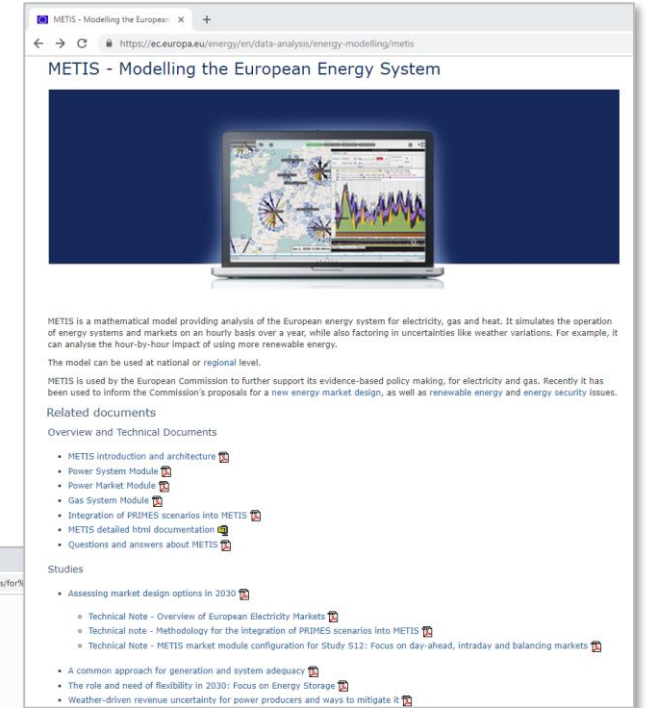 METIS - Modelling the European
https://ec.europa.eu/energy/en/data-analysis/energy-modelling/metis
METIS - Modelling the European Energy System
METIS is a mathematical model providing analysis of the European energy system for electricity, gas and heat. It simulates the operation
of energy systems and markets on an hourly basis over a year, while also factoring in uncertainties like weather variations. For example, it
can analyse the hour-by-hour impact of using more renewable energy.
The model can be used at national or regional level.
METIS is used by the European Commission to further support its evidence-based policy making, for electricity and gas. Recently it has
been used to inform the Commission's proposals for a new energy market design, as well as renewable energy and energy security issues.
Related documents
Overview and Technical Documents
• METIS introduction and architecture
• Power System Module
• Power Market Module
• Gas System Module
• Integration of PRIMES scenarios into METIS
• METIS detailed html documentation
• Questions and answers about METIS
s/for%
Studies
• Assessing market design options in 2030
Technical Note - Overview of European Electricity Markets
Technical note - Methodology for the integration of PRIMES scenarios into METIS
Technical Note - METIS market module configuration for Study S12: Focus on day-ahead, intraday and balancing markets
• A common approach for generation and system adequacy
• The role and need of flexibility in 2030: Focus on Energy Storage
• Weather-driven revenue uncertainty for power producers and ways to mitigate it